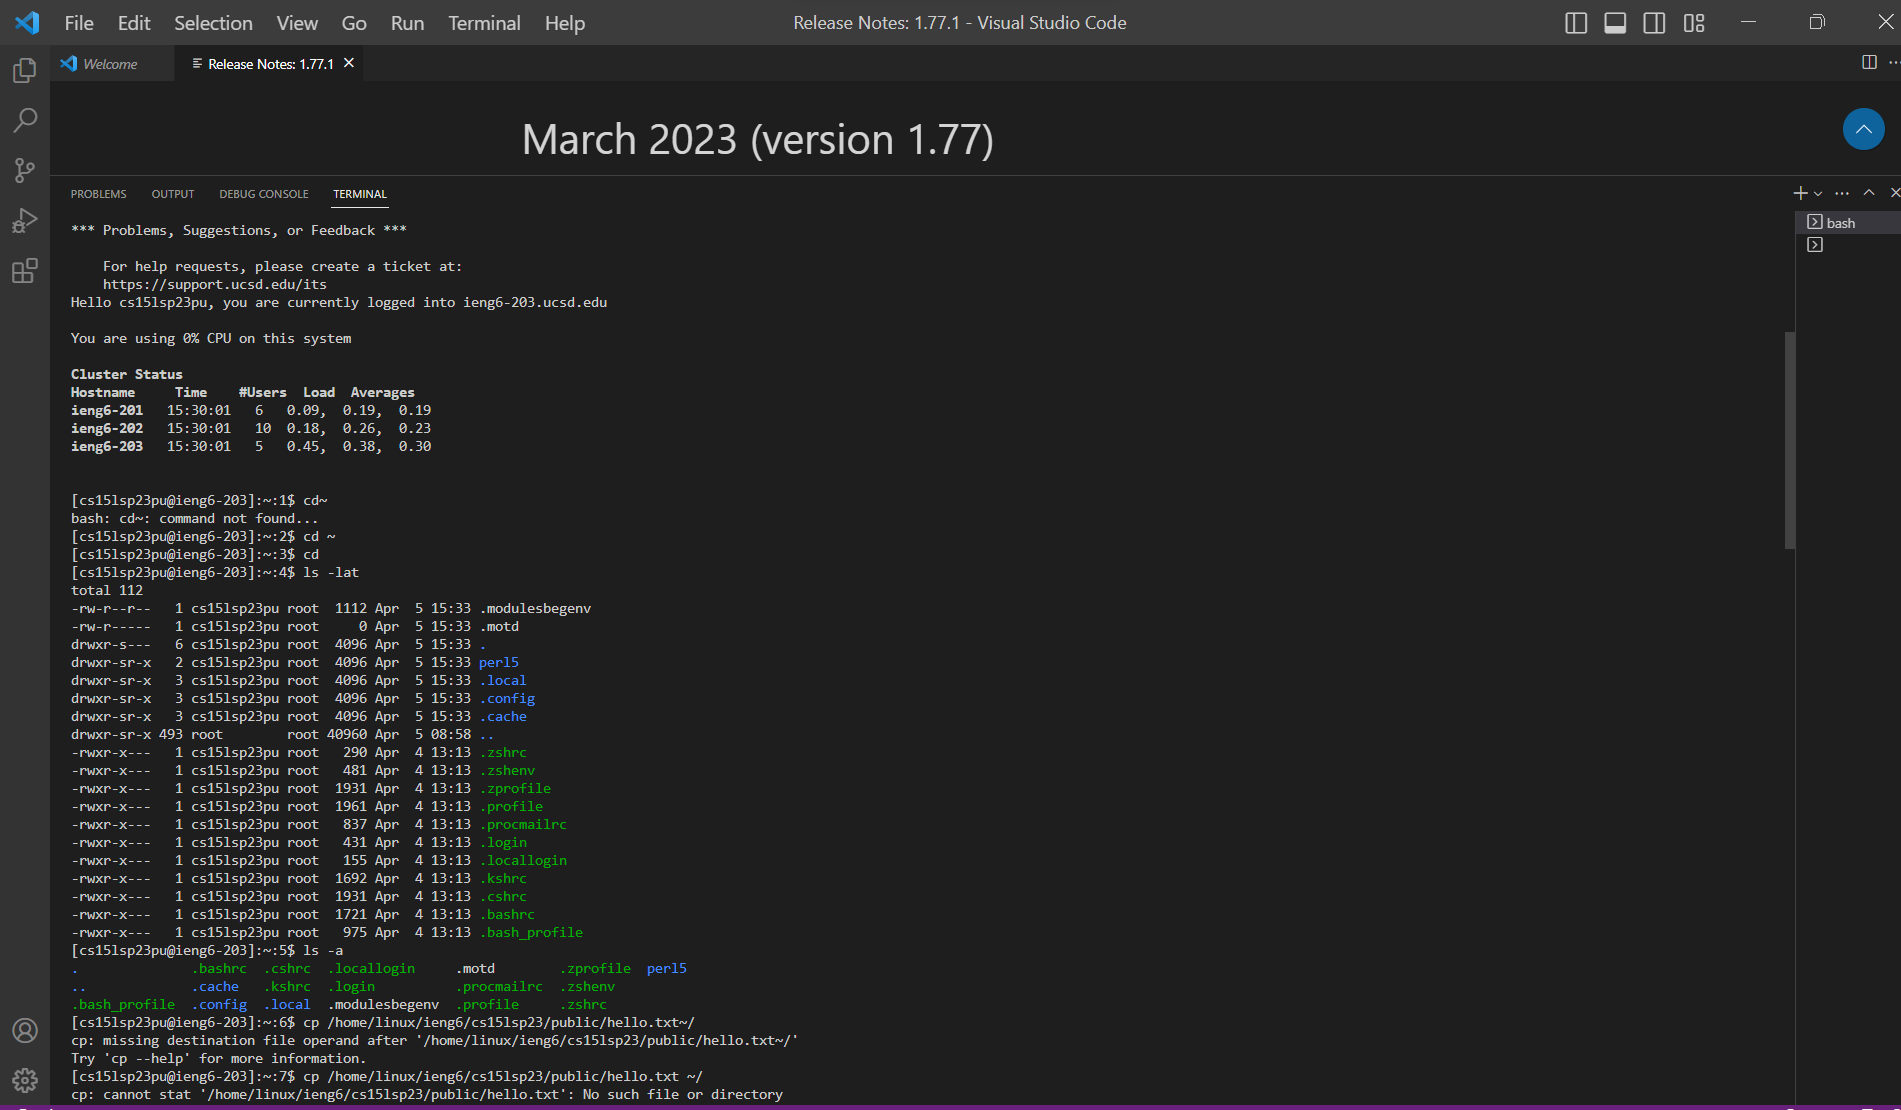 File Edit Selection View Go Run Terminal Help Release Notes: 1.77.1 - Visual Studio Code
Welcome Release Notes: 1.77.1
March 2023 (version 1.77)
PROBLEMS OUTPUT DEBUG CONSOLE TERMINAL
bash
*** Problems, Suggestions, or Feedback ***
For help requests, please create a ticket at:
https://support.ucsd.edu/its
Hello cs15lsp23pu, you are currently logged into ieng6-203.ucsd.edu
You are using 0% CPU on this system
Cluster Status
Hostname Time #Users Load Averages
ieng6-201 15:30:01 6 0.09, 0.19, 0.19
ieng6-202 15:30:01 10 0.18, 0.26, 0.23
ieng6-203 15:30:01 5 0.45, 0.38, 0.30
[cs15lsp23pu@ieng6-203]:~:1$ cd~
bash: cd~: command not found...
[cs15lsp23pu@ieng6-203]:~:2$ cd ~
[cs15lsp23pu@ieng6-203]:~:3$ cd
[cs15lsp23pu@ieng6-203]:~:4$ ls -lat
total 112
-rw-r--r-- 1 cs15lsp23pu root 1112 Apr 5 15:33 .modulesbegenv
-rw-r----- 1 cs15lsp23pu root 0 Apr 5 15:33 .motd
drwxr-s--- 6 cs15lsp23pu root 4096 Apr 5 15:33 .
drwxr-sr-x 2 cs15lsp23pu root 4096 Apr 5 15:33 perl5
drwxr-sr-x 3 cs15lsp23pu root 4096 Apr 5 15:33 .local
drwxr-sr-x 3 cs15lsp23pu root 4096 Apr 5 15:33 .config
drwxr-sr-x 3 cs15lsp23pu root 4096 Apr 5 15:33 .cache
drwxr-sr-x 493 root root 40960 Apr 5 08:58 ..
-rwxr-x--- 1 cs15lsp23pu root 290 Apr 4 13:13 .zshrc
-rwxr-x--- 1 cs15lsp23pu root 481 Apr 4 13:13 .zshenv
-rwxr-x--- 1 cs15lsp23pu root 1931 Apr 4 13:13 .zprofile
-rwxr-x--- 1 cs15lsp23pu root 1961 Apr 4 13:13 .profile
-rwxr-x--- 1 cs15lsp23pu root 837 Apr 4 13:13 .procmailrc
-rwxr-x--- 1 cs15lsp23pu root 431 Apr 4 13:13 .login
-rwxr-x--- 1 cs15lsp23pu root 155 Apr 4 13:13 .locallogin
-rwxr-x--- 1 cs15lsp23pu root 1692 Apr 4 13:13 .kshrc
-rwxr-x--- 1 cs15lsp23pu root 1931 Apr 4 13:13 .cshrc
-rwxr-x--- 1 cs15lsp23pu root 1721 Apr 4 13:13 .bashrc
-rwxr-x--- 1 cs15lsp23pu root 975 Apr 4 13:13 .bash_profile
[cs15lsp23pu@ieng6-203]:~:5$ ls -a
. .bashrc .cshrc .locallogin .motd .zprofile perl5
.. .cache .kshrc .login .procmailrc .zshenv
.bash_profile .config .local .modulesbegenv .profile .zshrc
[cs15lsp23pu@ieng6-203]:~:6$ cp /home/linux/ieng6/cs15lsp23/public/hello.txt~/
cp: missing destination file operand after '/home/linux/ieng6/cs15lsp23/public/hello.txt~/'
Try 'cp --help' for more information.
[cs15lsp23pu@ieng6-203]:~:7$ cp /home/linux/ieng6/cs15lsp23/public/hello.txt ~/
cp: cannot stat '/home/linux/ieng6/cs15lsp23/public/hello.txt': No such file or directory